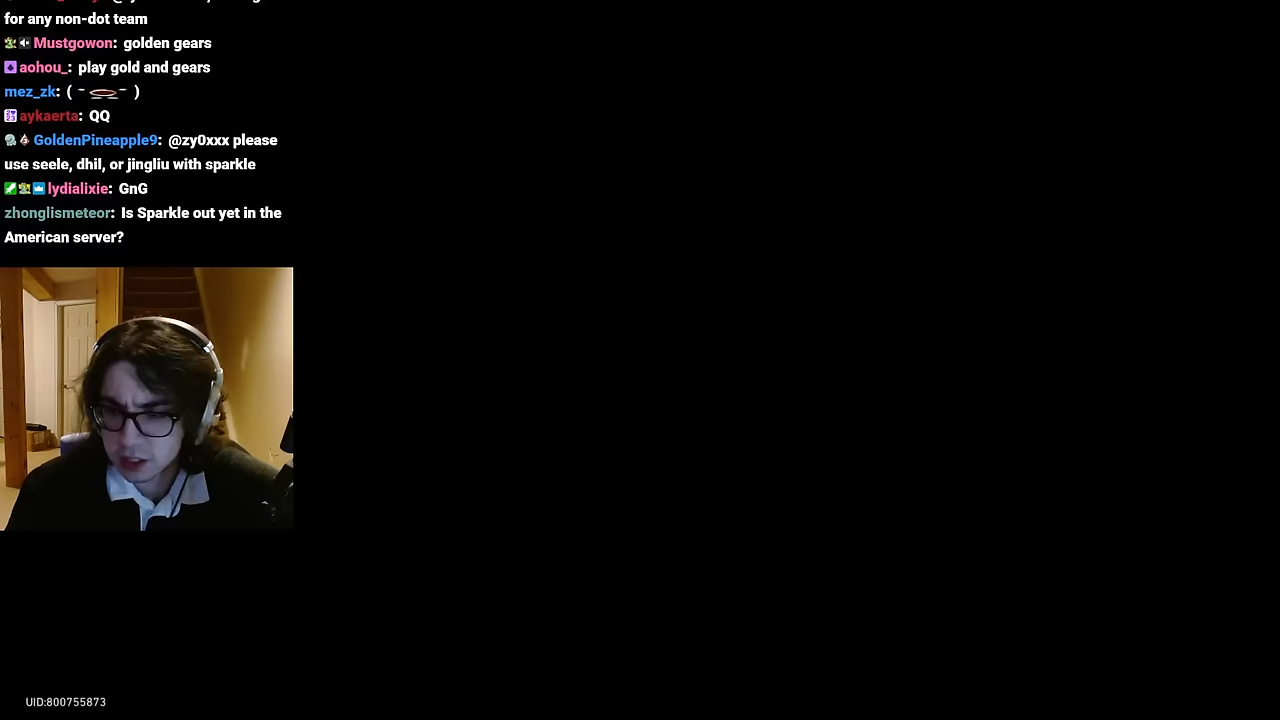 for any non-dot team
Mustgowon: golden gears
aohou_: play gold and gears
mez_zk: ( )
aykaerta: QQ
GoldenPineapple9: @zy0xxx please
use seele, dhil, or jingliu with sparkle
lydialixie: GnG
zhonglismeteor: Is Sparkle out yet in the
American server?
UID:800755873